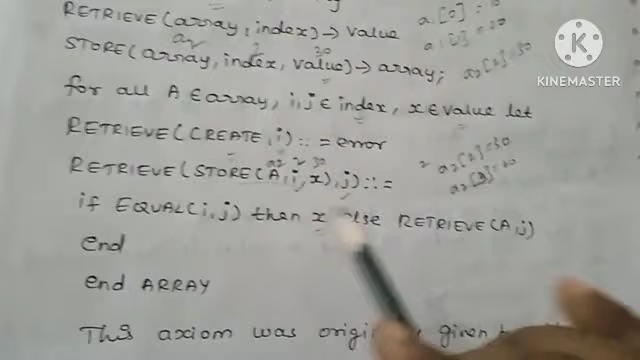 RETRIEVE(array, index) → value
STORE(array, index, value) → array;
for all A ∈ array, i, j ∈ index, x ∈ value let
RETRIEVE(CREATE, i) ::= error
RETRIEVE(STORE(A, i, x), j) ::=
if EQUAL(i, j) then x else RETRIEVE(A, j)
end
end ARRAY
This axiom was given
KINEMASTER